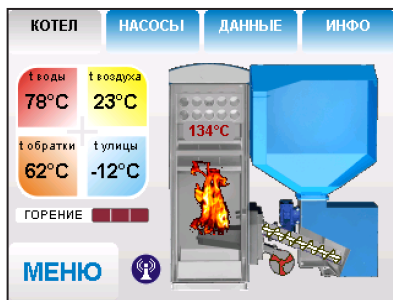 КОТЕЛ НАСОСЫ ДАННЫЕ ИНФО
t воды t воздуха
78°C 23°C
134°C
t обратки t улицы
62°C -12°C
ГОРЕНИЕ
МЕНЮ